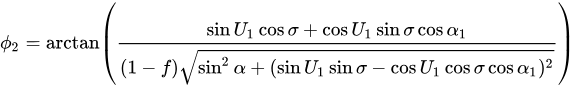 ϕ₂ = arctan( (sin U₁ cos σ + cos U₁ sin σ cos α₁) / ((1 − f)√(sin² α + (sin U₁ sin σ − cos U₁ cos σ cos α₁)²)) )